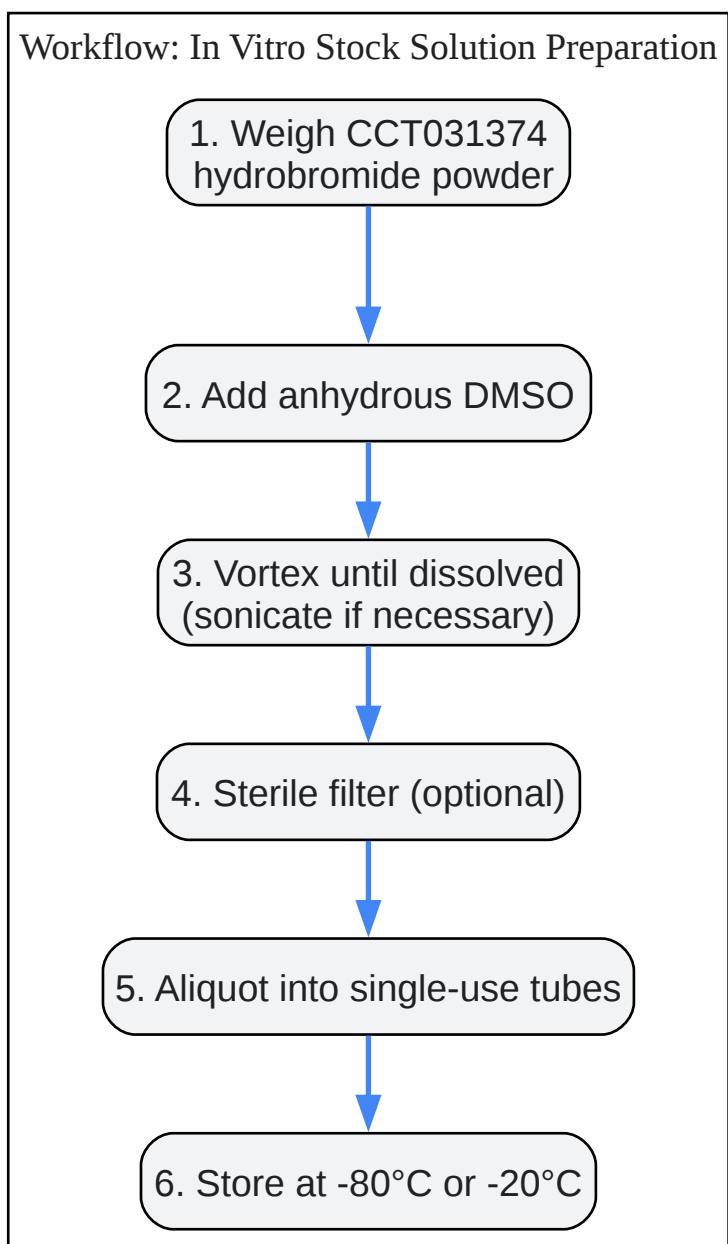 Workflow: In Vitro Stock Solution Preparation
1. Weigh CCT031374
hydrobromide powder
2. Add anhydrous DMSO
3. Vortex until dissolved
(sonicate if necessary)
4. Sterile filter (optional)
5. Aliquot into single-use tubes
6. Store at -80°C or -20°C